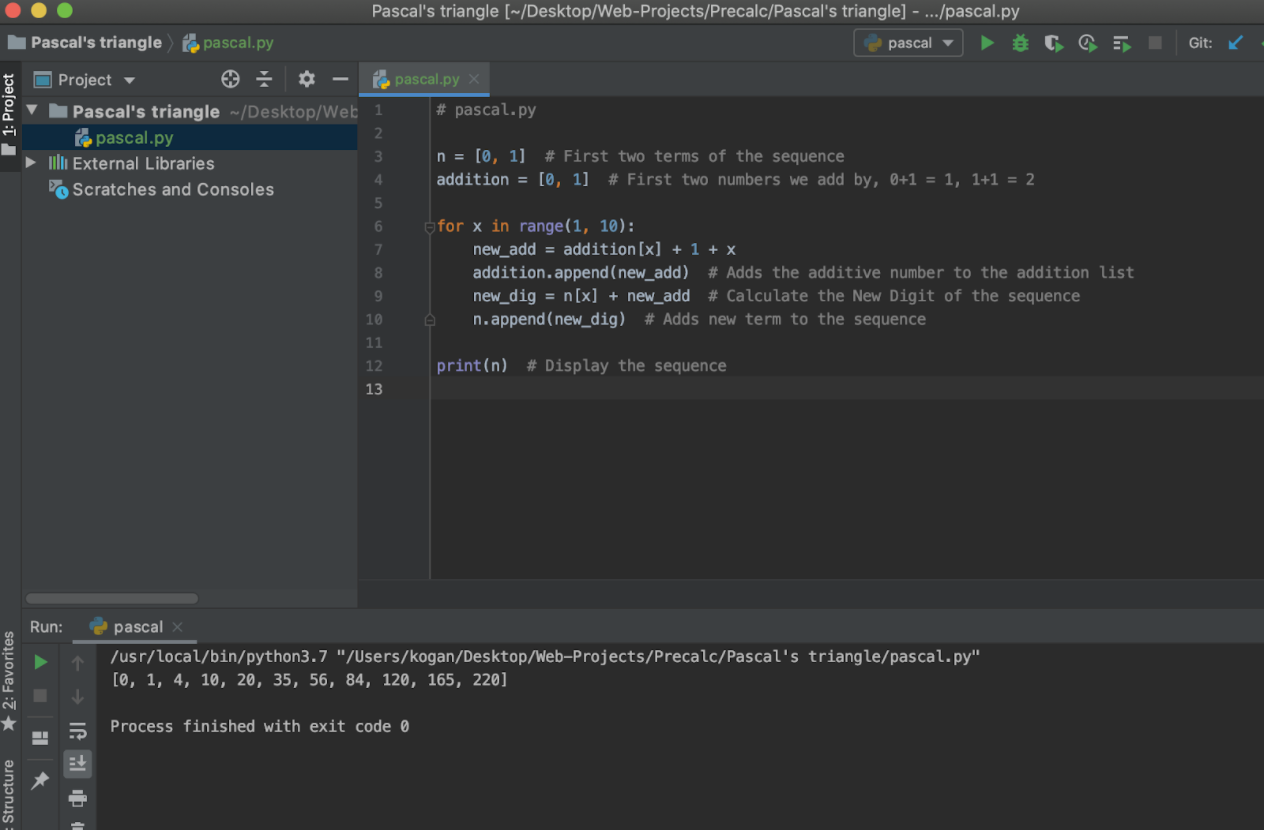 Pascal's triangle [~/Desktop/Web-Projects/Precalc/Pascal's triangle] - .../pascal.py
Pascal's triangle
pascal.py
pascal
Git:
1: Project
Project
pascal.py
Pascal's triangle ~/Desktop/Web
pascal.py
External Libraries
Scratches and Consoles
1 # pascal.py
2
3 n = [0, 1]  # First two terms of the sequence
4 addition = [0, 1]  # First two numbers we add by, 0+1 = 1, 1+1 = 2
5
6 for x in range(1, 10):
7     new_add = addition[x] + 1 + x
8     addition.append(new_add)  # Adds the additive number to the addition list
9     new_dig = n[x] + new_add  # Calculate the New Digit of the sequence
10     n.append(new_dig)  # Adds new term to the sequence
11
12 print(n)  # Display the sequence
13
Run:
pascal
/usr/local/bin/python3.7 "/Users/kogan/Desktop/Web-Projects/Precalc/Pascal's triangle/pascal.py"
[0, 1, 4, 10, 20, 35, 56, 84, 120, 165, 220]
Process finished with exit code 0
2: Favorites
: Structure